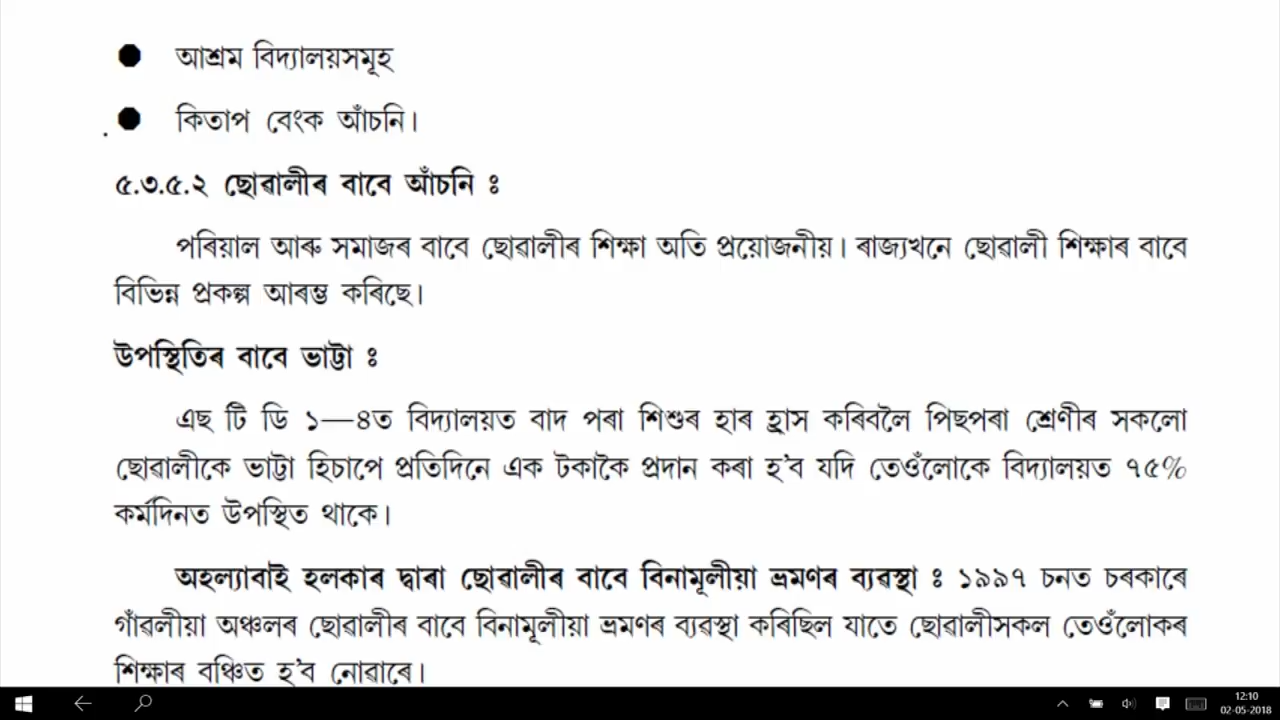 ● আশ্ৰম বিদ্যালয়সমূহ
● কিতাপ বেংক আঁচনি।
৫.৩.৫.২ ছোৱালীৰ বাবে আঁচনি ঃ
পৰিয়াল আৰু সমাজৰ বাবে ছোৱালীৰ শিক্ষা অতি প্ৰয়োজনীয়। ৰাজ্যখনে ছোৱালী শিক্ষাৰ বাবে
বিভিন্ন প্ৰকল্প আৰম্ভ কৰিছে।
উপস্থিতিৰ বাবে ভাট্টা ঃ
এছ টি ডি ১—৪ত বিদ্যালয়ত বাদ পৰা শিশুৰ হাৰ হ্ৰাস কৰিবলৈ পিছপৰা শ্ৰেণীৰ সকলো
ছোৱালীকে ভাট্টা হিচাপে প্ৰতিদিনে এক টকাকৈ প্ৰদান কৰা হ'ব যদি তেওঁলোকে বিদ্যালয়ত ৭৫%
কৰ্মদিনত উপস্থিত থাকে।
অহল্যাবাই হলকাৰ দ্বাৰা ছোৱালীৰ বাবে বিনামূলীয়া ভ্ৰমণৰ ব্যৱস্থা ঃ ১৯৯৭ চনত চৰকাৰে
গাঁৱলীয়া অঞ্চলৰ ছোৱালীৰ বাবে বিনামূলীয়া ভ্ৰমণৰ ব্যৱস্থা কৰিছিল যাতে ছোৱালীসকল তেওঁলোকৰ
শিক্ষাৰ বঞ্চিত হ'ব নোৱাৰে।
12:10
02-05-2018